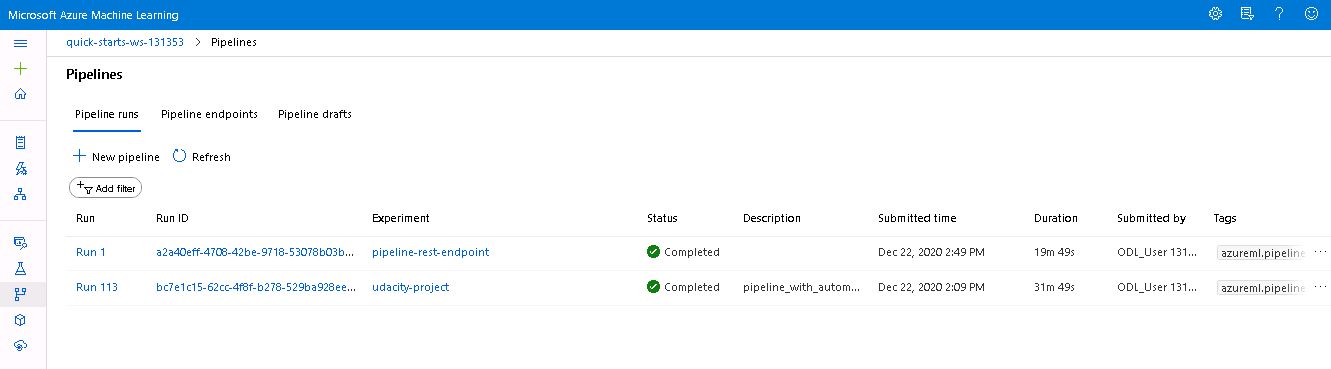 Microsoft Azure Machine Learning
quick-starts-ws-131353 > Pipelines
Pipelines
Pipeline runs Pipeline endpoints Pipeline drafts
New pipeline Refresh
Add filter
Run Run ID Experiment Status Description Submitted time Duration Submitted by Tags
Run 1 a2a40eff-4708-42be-9718-53078b03b... pipeline-rest-endpoint Completed Dec 22, 2020 2:49 PM 19m 49s ODL_User 131... azureml.pipeline ...
Run 113 bc7e1c15-62cc-4f8f-b278-529ba928ee... udacity-project Completed pipeline_with_autom... Dec 22, 2020 2:09 PM 31m 49s ODL_User 131... azureml.pipeline ...